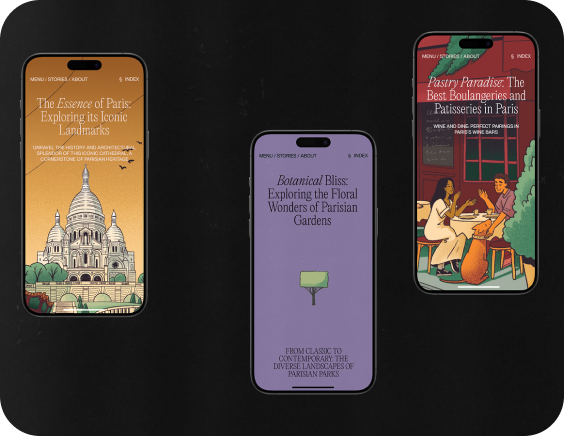 MENU / STORIES / ABOUT
§ INDEX
The Essence of Paris:
Exploring its Iconic
Landmarks
UNRAVEL THE HISTORY AND ARCHITECTURAL
SPLENDOR OF THIS ICONIC CATHEDRAL, A
CORNERSTONE OF PARISIAN HERITAGE
MENU / STORIES / ABOUT
§ INDEX
Botanical Bliss:
Exploring the Floral
Wonders of Parisian
Gardens
FROM CLASSIC TO
CONTEMPORARY: THE
DIVERSE LANDSCAPES OF
PARISIAN PARKS
MENU / STORIES / ABOUT
§ INDEX
Pastry Paradise: The
Best Boulangeries and
Patisseries in Paris
WINE AND DINE: PERFECT PAIRINGS IN
PARIS'S WINE BARS